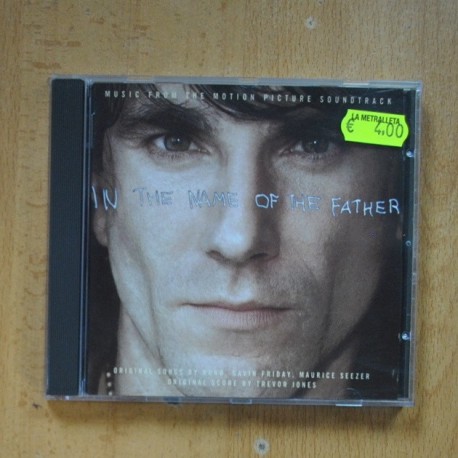 MUSIC FROM THE MOTION PICTURE SOUNDTRACK
LA METRALLETA
€ 4,00
IN THE NAME OF THE FATHER
ORIGINAL SONGS BY BONO, GAVIN FRIDAY, MAURICE SEEZER
ORIGINAL SCORE BY TREVOR JONES